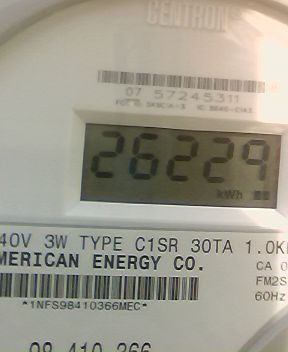 CENTRON
07 57245311
26229
kWh
40V 3W TYPE C1SR 30TA 1.0K
MERICAN ENERGY CO.
CA 0
FM2S
*1NFS98410366MEC*
60Hz
98 410 366